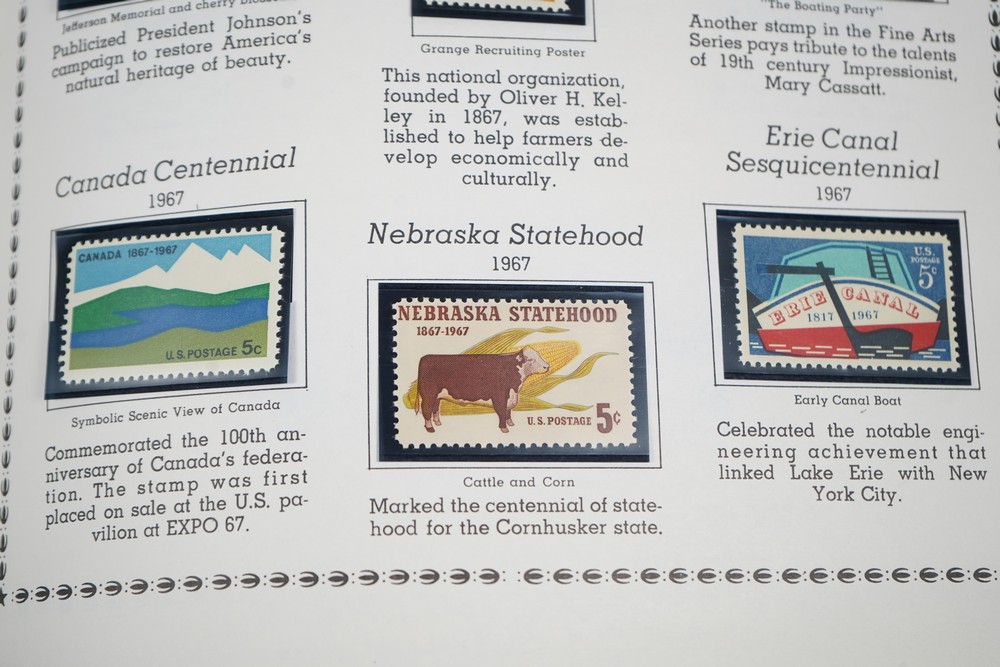 Jefferson Memorial and cherry blossoms
Publicized President Johnson's
campaign to restore America's
natural heritage of beauty.
Grange Recruiting Poster
This national organization,
founded by Oliver H. Kel-
ley in 1867, was estab-
lished to help farmers de-
velop economically and
culturally.
"The Boating Party"
Another stamp in the Fine Arts
Series pays tribute to the talents
of 19th century Impressionist,
Mary Cassatt.
Canada Centennial
1967
CANADA 1867-1967
U.S. POSTAGE 5c
Symbolic Scenic View of Canada
Commemorated the 100th an-
niversary of Canada's federa-
tion. The stamp was first
placed on sale at the U.S. pa-
vilion at EXPO 67.
Nebraska Statehood
1967
NEBRASKA STATEHOOD
1867-1967
U.S. POSTAGE 5¢
Cattle and Corn
Marked the centennial of state-
hood for the Cornhusker state.
Erie Canal
Sesquicentennial
1967
U.S.
POSTAGE
5¢
ERIE CANAL
1817 1967
Early Canal Boat
Celebrated the notable engi-
neering achievement that
linked Lake Erie with New
York City.